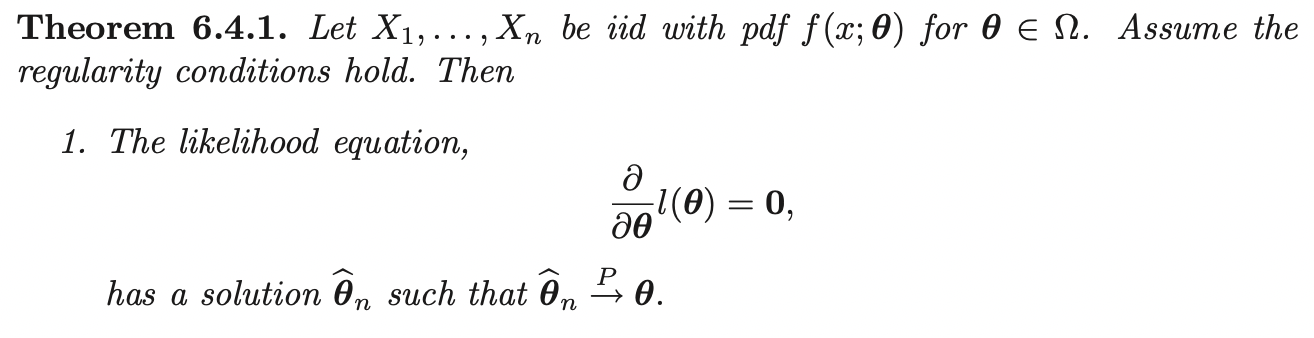 Theorem 6.4.1. Let X₁, . . . , Xₙ be iid with pdf f(x; θ) for θ ∈ Ω. Assume the
regularity conditions hold. Then
1. The likelihood equation,
∂/∂θ l(θ) = 0,
has a solution θ̂ₙ such that θ̂ₙ →ᴾ θ.